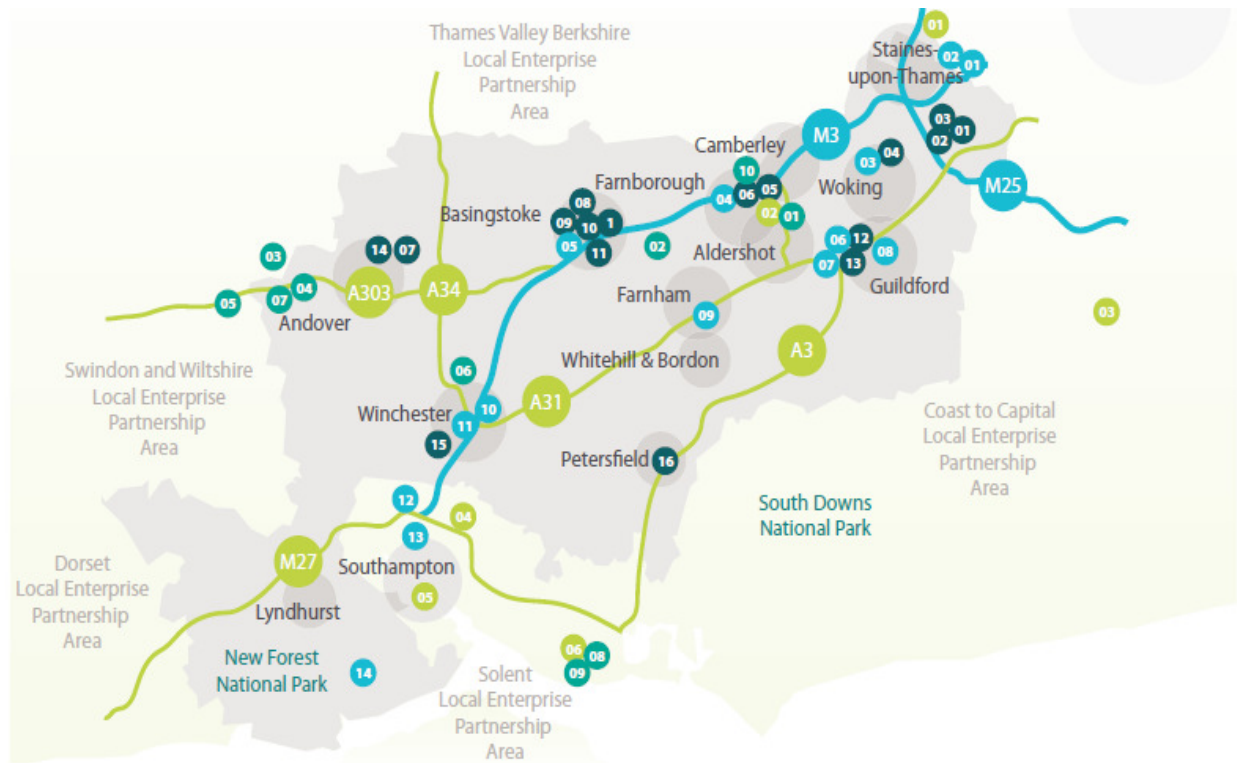 01
Thames Valley Berkshire
Local Enterprise
Partnership
Area
Staines-
upon-Thames
02
01
03
01
02
Camberley
M3
04
03
Woking
M25
10
Farnborough
04
06
05
02
01
08
Basingstoke
09
10
1
05
11
02
Aldershot
06
12
07
13
08
Guildford
14
07
03
04
05
07
A303
A34
Andover
Farnham
09
03
Whitehill & Bordon
A3
Swindon and Wiltshire
Local Enterprise
Partnership
Area
06
A31
Winchester
10
11
15
Coast to Capital
Local Enterprise
Partnership
Area
Petersfield
16
South Downs
National Park
12
04
13
M27
Southampton
05
Dorset
Local Enterprise
Partnership
Area
Lyndhurst
New Forest
National Park
14
06
08
09
Solent
Local Enterprise
Partnership
Area